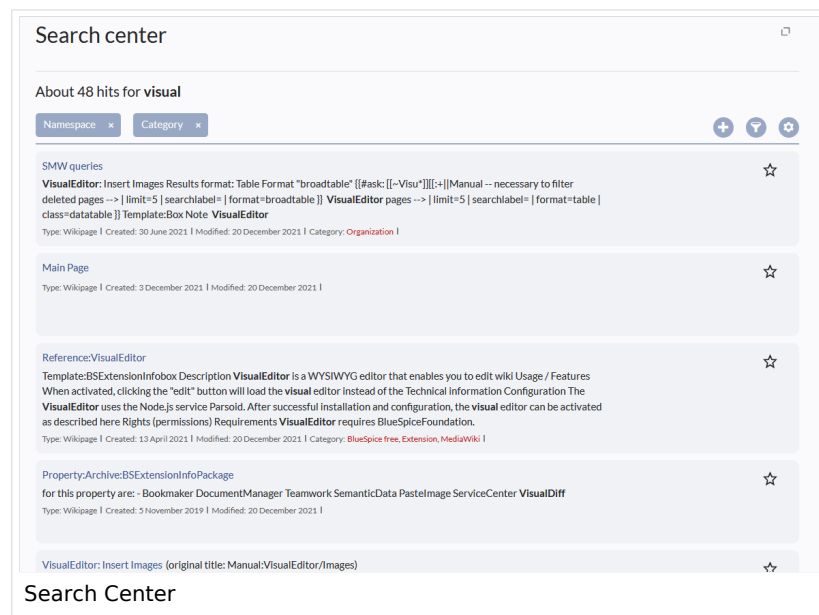 Search center
About 48 hits for visual
Namespace ×
Category ×
SMW queries
VisualEditor: Insert Images Results format: Table Format "broadtable" {{#ask: [[~Visu*]][[:+||Manual -- necessary to filter
deleted pages --> | limit=5 | searchlabel= | format=broadtable }} VisualEditor pages --> | limit=5 | searchlabel= | format=table |
class=datatable }} Template:Box Note VisualEditor
Type: Wikipage | Created: 30 June 2021 | Modified: 20 December 2021 | Category: Organization |
Main Page
Type: Wikipage | Created: 3 December 2021 | Modified: 20 December 2021 |
Reference:VisualEditor
Template:BSExtensionInfobox Description VisualEditor is a WYSIWYG editor that enables you to edit wiki Usage / Features
When activated, clicking the "edit" button will load the visual editor instead of the Technical information Configuration The
VisualEditor uses the Node.js service Parsoid. After successful installation and configuration, the visual editor can be activated
as described here Rights (permissions) Requirements VisualEditor requires BlueSpiceFoundation.
Type: Wikipage | Created: 13 April 2021 | Modified: 20 December 2021 | Category: BlueSpice free, Extension, MediaWiki |
Property:Archive:BSExtensionInfoPackage
for this property are: - Bookmaker DocumentManager Teamwork SemanticData PasteImage ServiceCenter VisualDiff
Type: Wikipage | Created: 5 November 2019 | Modified: 20 December 2021 |
VisualEditor: Insert Images (original title: Manual:VisualEditor/Images)
Search Center